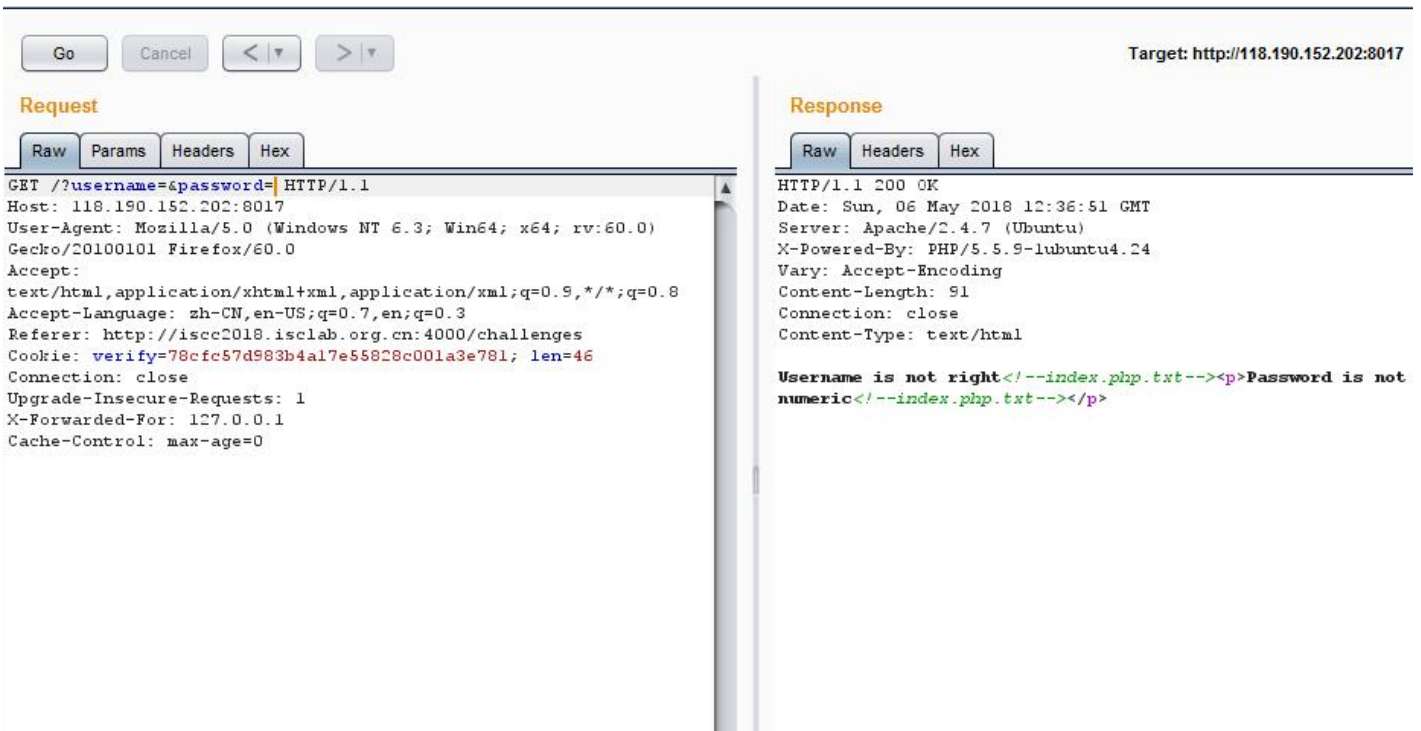 Go Cancel < ▼ > ▼ Target: http://118.190.152.202:8017
Request
Raw Params Headers Hex
GET /?username=&password= HTTP/1.1
Host: 118.190.152.202:8017
User-Agent: Mozilla/5.0 (Windows NT 6.3; Win64; x64; rv:60.0)
Gecko/20100101 Firefox/60.0
Accept:
text/html,application/xhtml+xml,application/xml;q=0.9,*/*;q=0.8
Accept-Language: zh-CN,en-US;q=0.7,en;q=0.3
Referer: http://iscc2018.isclab.org.cn:4000/challenges
Cookie: verify=78cfc57d983b4a17e55828c001a3e781; len=46
Connection: close
Upgrade-Insecure-Requests: 1
X-Forwarded-For: 127.0.0.1
Cache-Control: max-age=0
Response
Raw Headers Hex
HTTP/1.1 200 OK
Date: Sun, 06 May 2018 12:36:51 GMT
Server: Apache/2.4.7 (Ubuntu)
X-Powered-By: PHP/5.5.9-1ubuntu4.24
Vary: Accept-Encoding
Content-Length: 91
Connection: close
Content-Type: text/html
Username is not right<!--index.php.txt--><p>Password is not
numeric<!--index.php.txt--></p>